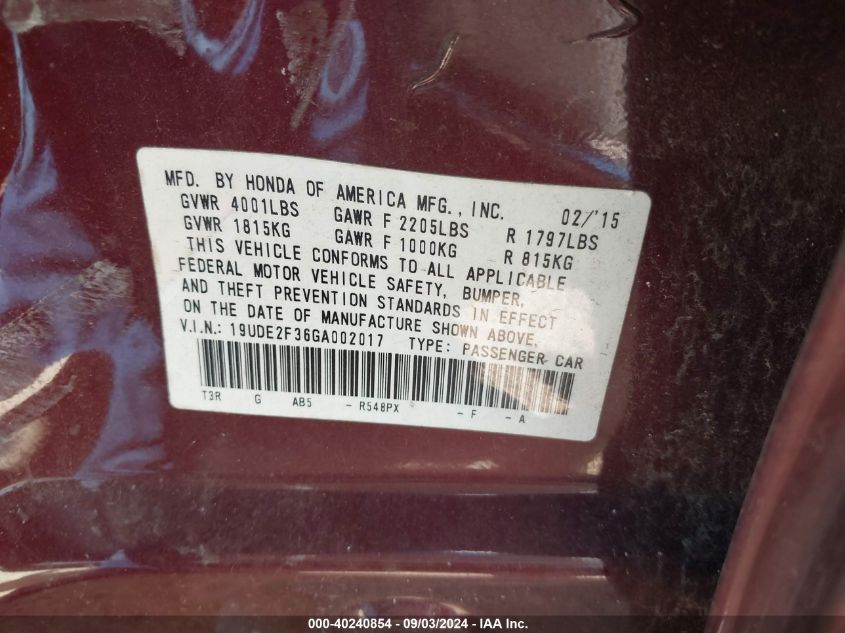 MFD. BY HONDA OF AMERICA MFG., INC. 02/'15
GVWR 4001LBS GAWR F 2205LBS R 1797LBS
GVWR 1815KG GAWR F 1000KG R 815KG
THIS VEHICLE CONFORMS TO ALL APPLICABLE
FEDERAL MOTOR VEHICLE SAFETY, BUMPER,
AND THEFT PREVENTION STANDARDS IN EFFECT
ON THE DATE OF MANUFACTURE SHOWN ABOVE.
V.I.N.: 19UDE2F36GA002017 TYPE: PASSENGER CAR
T3R G AB5 - R548PX - F - A
000-40240854 - 09/03/2024 - IAA Inc.